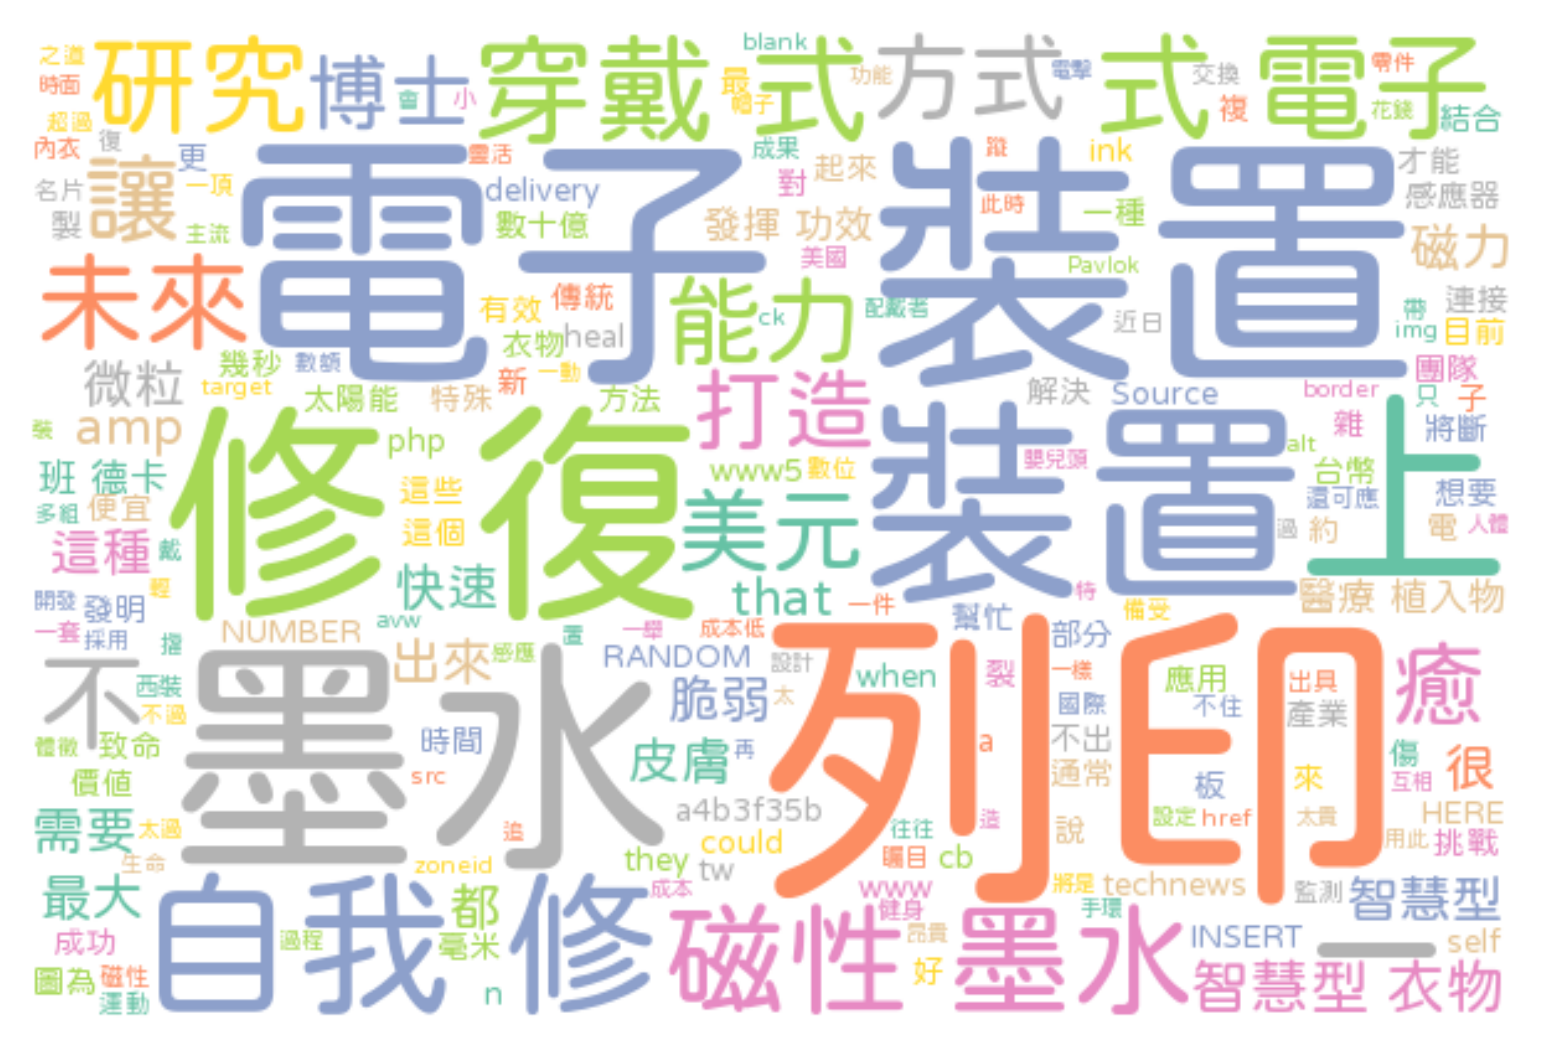 之道 研究 博士 穿戴 式 blank 最 功能 方式 電擊 式 交換 電子 零件
時面 會 小 帽子 複 花錢 結合
超過 復
內衣 更 靈活 成果 起來 蹤 ink 才能
名片 讓 一頂 電子 delivery 對 裝置 感應器
製 主流 數十億 發揮 功效 此時 一種 磁力
未來 有效 傳統 美國 Pavlok 連接
能力 ck 配戴者 近日 帶 img 目前
衣物 heal
微粒 幾秒 數額 新 一動 團隊
target 太陽能 特殊 方法 打造 解決 Source border 只 子
裝 amp 修復 php 裝置 雜 將斷
班 德卡 www5 數位 嬰兒頭 alt 台幣 上
多組 便宜 這些 美元 還可應 想要
這種 戴 這個 過 約 電 人體
開發 發明 輕 快速 that 一件 特 備受 醫療 植入物
一套 採用 avw 置 一舉 成本低 幫忙 部分
NUMBER 出來 感應 RANDOM 設計 列印 一樣 癒
不 西裝 墨水 脆弱 太 when 裂 應用 出具
不過 國際 不住 產業
體徵 致命 時間 皮膚 再 a 不出 傷 很
價值 src 通常 板 來 互相
需要 太過 追 a4b3f35b 往往 造 說 設定 href 太貴 HERE
生命 zoneid they could 矚目 cb 用此 挑戰
tw
最大 自我 都 修 成本 www 將是 technews 監測 智慧型
成功 過程 毫米 磁性 健身 昂貴 墨水 手環 INSERT 一 self
圖為 磁性 n 好 智慧型 衣物
運動